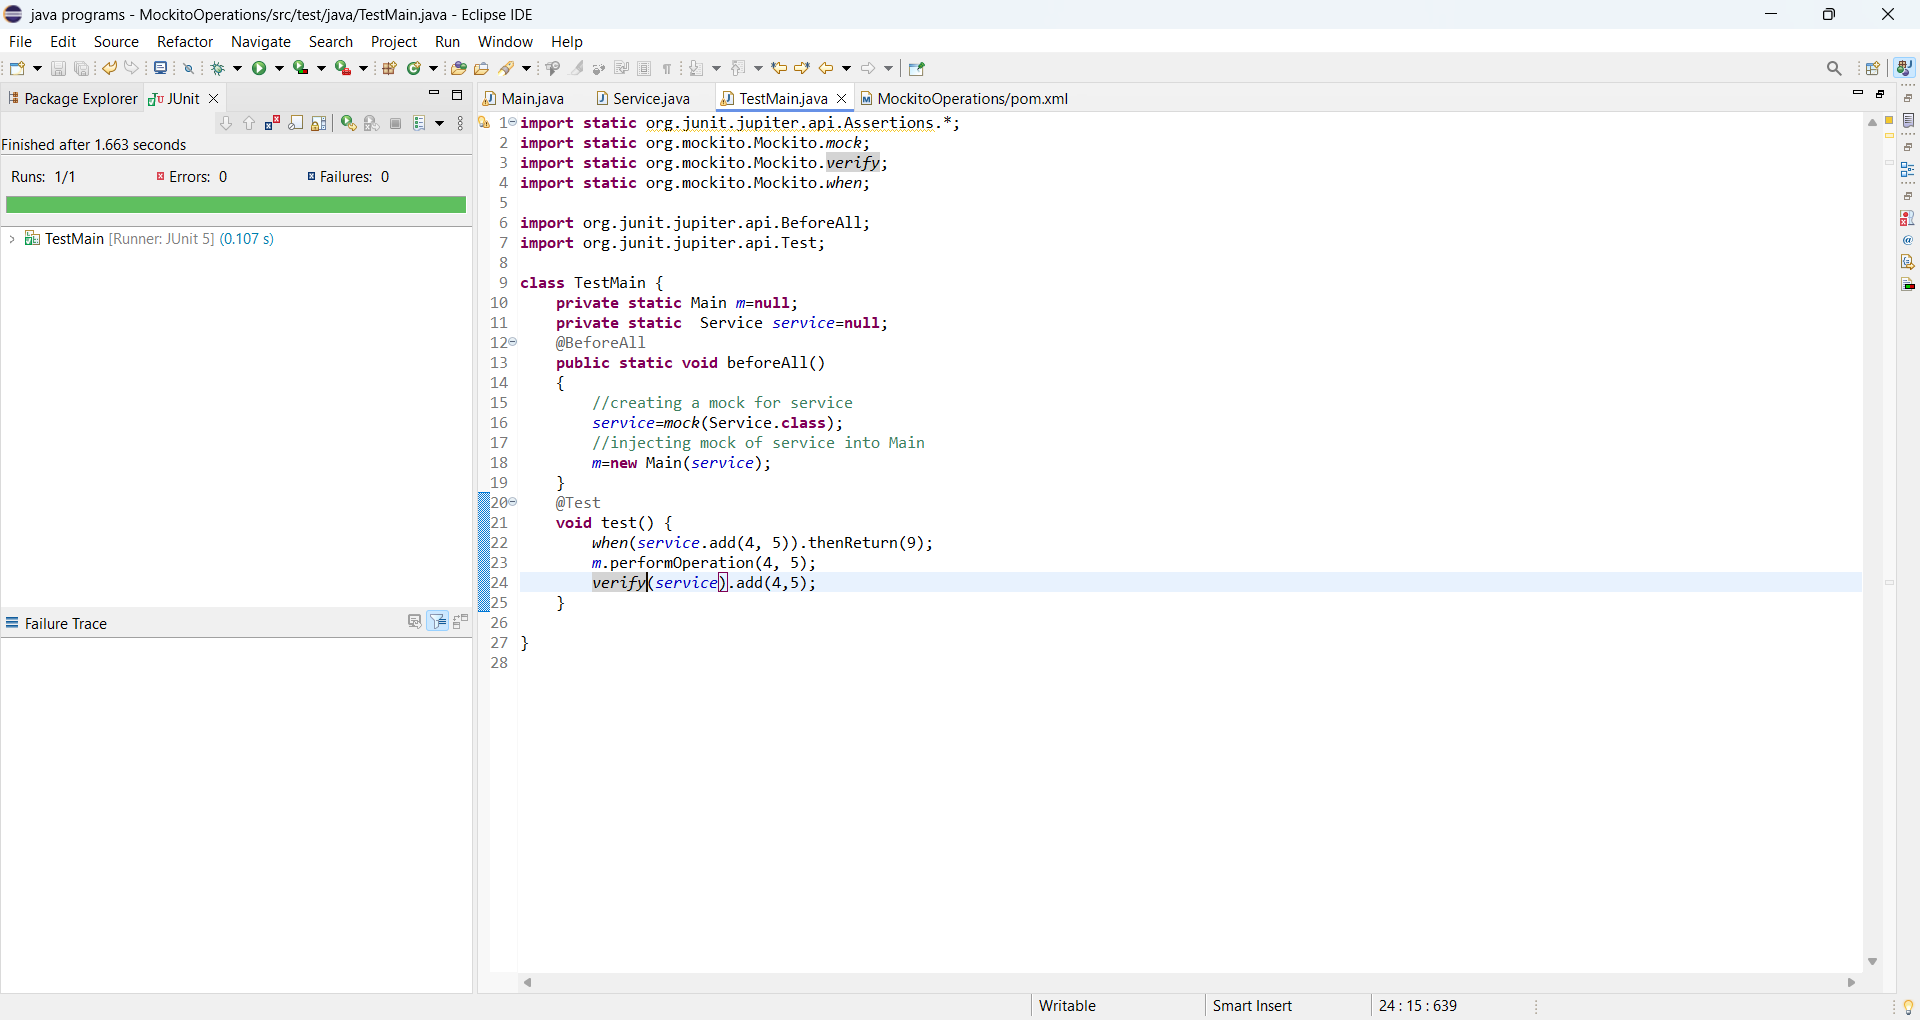 java programs - MockitoOperations/src/test/java/TestMain.java - Eclipse IDE
File Edit Source Refactor Navigate Search Project Run Window Help
Package Explorer JUnit
Finished after 1.663 seconds
Runs: 1/1 Errors: 0 Failures: 0
TestMain [Runner: JUnit 5] (0.107 s)
Failure Trace
Main.java Service.java TestMain.java MockitoOperations/pom.xml
1 import static org.junit.jupiter.api.Assertions.*;
2 import static org.mockito.Mockito.mock;
3 import static org.mockito.Mockito.verify;
4 import static org.mockito.Mockito.when;
5
6 import org.junit.jupiter.api.BeforeAll;
7 import org.junit.jupiter.api.Test;
8
9 class TestMain {
10 private static Main m=null;
11 private static  Service service=null;
12 @BeforeAll
13 public static void beforeAll()
14 {
15 //creating a mock for service
16 service=mock(Service.class);
17 //injecting mock of service into Main
18 m=new Main(service);
19 }
20 @Test
21 void test() {
22 when(service.add(4, 5)).thenReturn(9);
23 m.performOperation(4, 5);
24 verify(service).add(4,5);
25 }
26
27 }
28
Writable Smart Insert 24 : 15 : 639